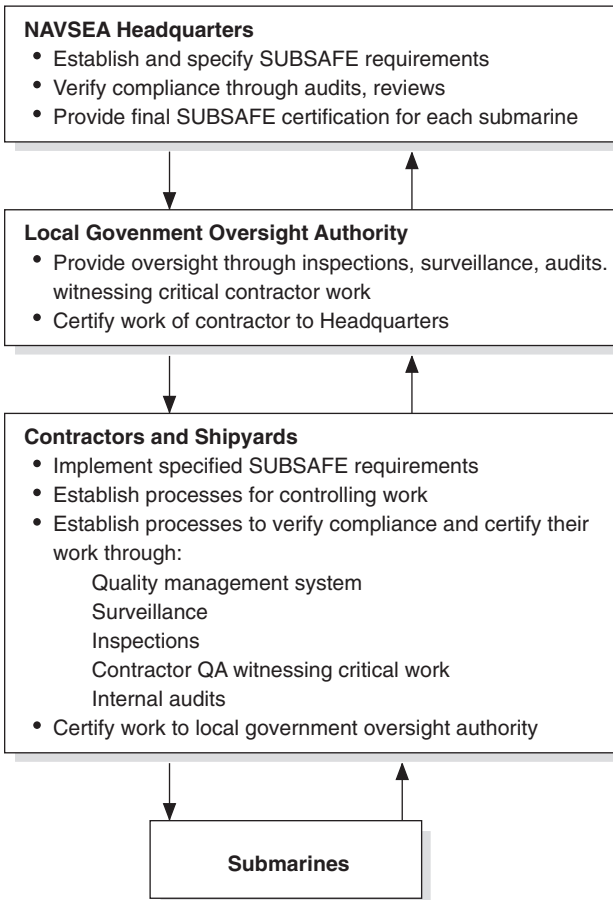 NAVSEA Headquarters
• Establish and specify SUBSAFE requirements
• Verify compliance through audits, reviews
• Provide final SUBSAFE certification for each submarine
Local Govenment Oversight Authority
• Provide oversight through inspections, surveillance, audits.
witnessing critical contractor work
• Certify work of contractor to Headquarters
Contractors and Shipyards
• Implement specified SUBSAFE requirements
• Establish processes for controlling work
• Establish processes to verify compliance and certify their
work through:
Quality management system
Surveillance
Inspections
Contractor QA witnessing critical work
Internal audits
• Certify work to local government oversight authority
Submarines